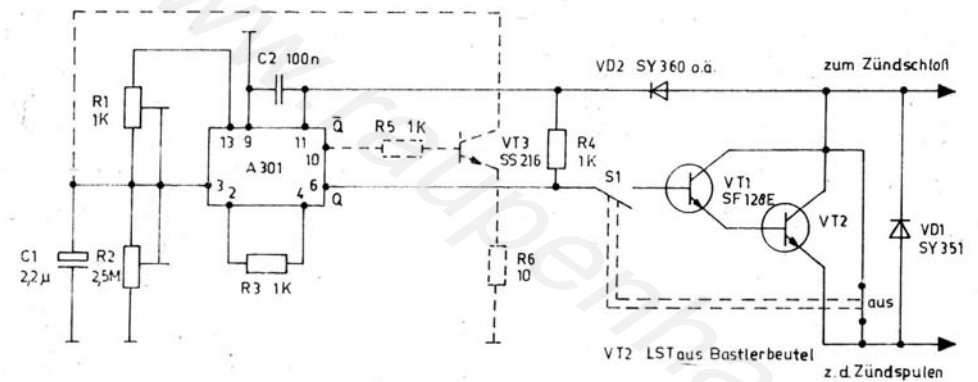 C2 100n
VD2 SY 360 o.ä.
zum Zündschloß
R1
1K
13
9
11
Q̅
10
R5 1K
VT3
SS 216
R4
1K
A 301
3
2
4
6
Q
S1
VT1
SF 128E
VT2
VD1
SY 351
C1
2,2µ
R2
2,5M
R3 1K
R6
10
aus
VT2 LST aus Bastlerbeutel
z. d. Zündspulen